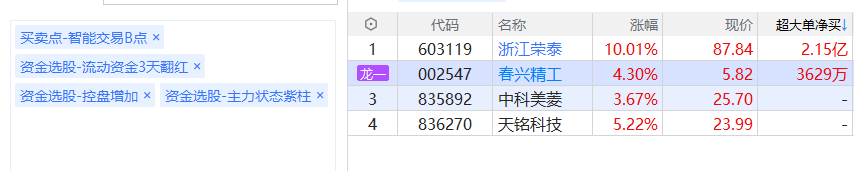 买卖点-智能交易B点 ×
资金选股-流动资金3天翻红 ×
资金选股-控盘增加 × 资金选股-主力状态紫柱 ×
代码 名称 涨幅 现价 超大单净买↓
1 603119 浙江荣泰 10.01% 87.84 2.15亿
龙一 002547 春兴精工 4.30% 5.82 3629万
3 835892 中科美菱 3.67% 25.70 -
4 836270 天铭科技 5.22% 23.99 -